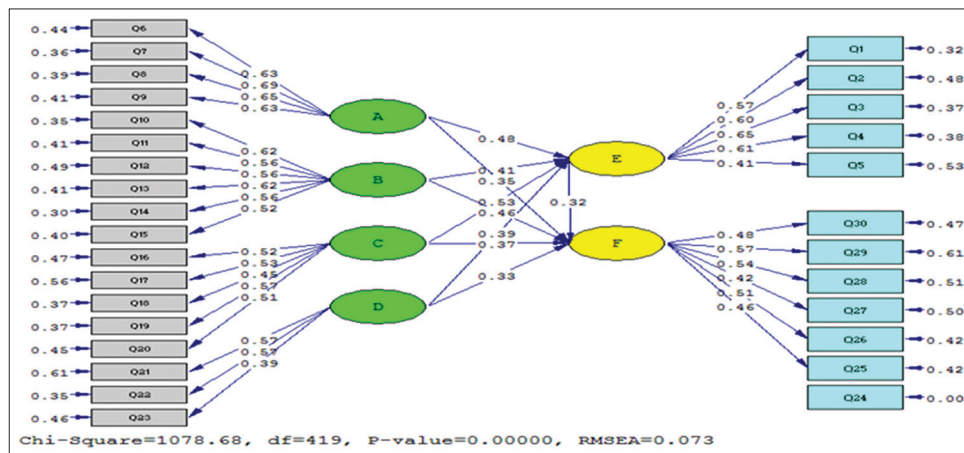 0.44 Q6
0.36 Q7
0.39 Q8
0.41 Q9
0.35 Q10
0.41 Q11
0.49 Q12
0.41 Q13
0.30 Q14
0.40 Q15
0.47 Q16
0.56 Q17
0.37 Q18
0.37 Q19
0.45 Q20
0.61 Q21
0.35 Q22
0.46 Q23
0.63
0.69
0.65
0.63
0.62
0.56
0.56
0.62
0.56
0.52
0.52
0.53
0.45
0.57
0.51
0.57
0.57
0.39
A
B
C
D
0.48
0.41
0.35
0.53
0.46
0.39
0.37
0.33
0.32
E
F
0.57
0.60
0.65
0.61
0.41
0.48
0.57
0.54
0.42
0.51
0.46
Q1 0.32
Q2 0.48
Q3 0.37
Q4 0.38
Q5 0.53
Q30 0.47
Q29 0.61
Q28 0.51
Q27 0.50
Q26 0.42
Q25 0.42
Q24 0.00
Chi-Square=1078.68, df=419, P-value=0.00000, RMSEA=0.073